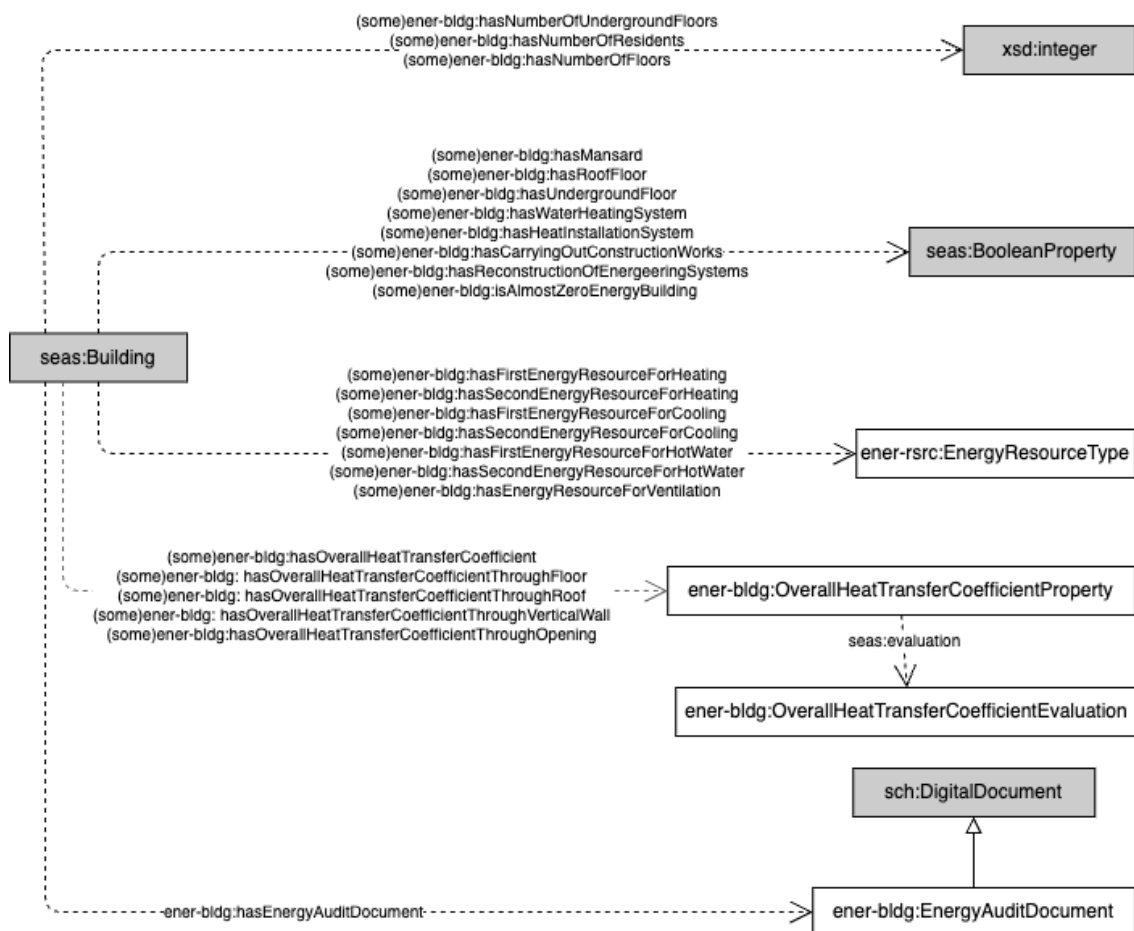 (some)ener-bldg:hasNumberOfUndergroundFloors
(some)ener-bldg:hasNumberOfResidents
(some)ener-bldg:hasNumberOfFloors
xsd:integer
(some)ener-bldg:hasMansard
(some)ener-bldg:hasRoofFloor
(some)ener-bldg:hasUndergroundFloor
(some)ener-bldg:hasWaterHeatingSystem
(some)ener-bldg:hasHeatInstallationSystem
(some)ener-bldg:hasCarryingOutConstructionWorks
(some)ener-bldg:hasReconstructionOfEnergeeringSystems
(some)ener-bldg:isAlmostZeroEnergyBuilding
seas:BooleanProperty
seas:Building
(some)ener-bldg:hasFirstEnergyResourceForHeating
(some)ener-bldg:hasSecondEnergyResourceForHeating
(some)ener-bldg:hasFirstEnergyResourceForCooling
(some)ener-bldg:hasSecondEnergyResourceForCooling
(some)ener-bldg:hasFirstEnergyResourceForHotWater
(some)ener-bldg:hasSecondEnergyResourceForHotWater
(some)ener-bldg:hasEnergyResourceForVentilation
ener-rsrc:EnergyResourceType
(some)ener-bldg:hasOverallHeatTransferCoefficient
(some)ener-bldg: hasOverallHeatTransferCoefficientThroughFloor
(some)ener-bldg: hasOverallHeatTransferCoefficientThroughRoof
(some)ener-bldg: hasOverallHeatTransferCoefficientThroughVerticalWall
(some)ener-bldg:hasOverallHeatTransferCoefficientThroughOpening
ener-bldg:OverallHeatTransferCoefficientProperty
seas:evaluation
ener-bldg:OverallHeatTransferCoefficientEvaluation
sch:DigitalDocument
ener-bldg:hasEnergyAuditDocument
ener-bldg:EnergyAuditDocument